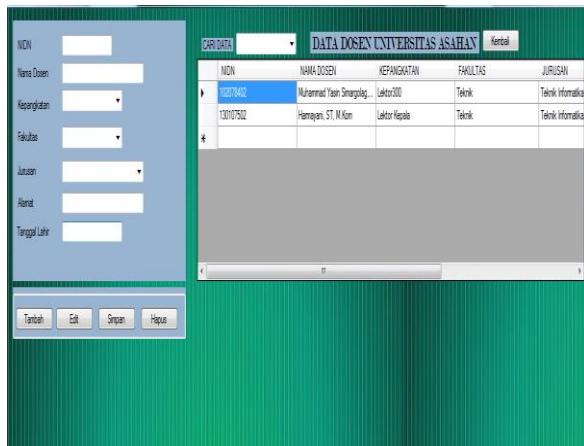 NIDN
Nama Dosen
Kepangkatan
Fakultas
Jurusan
Alamat
Tanggal Lahir
Tambah Edit Simpan Hapus
CARI DATA DATA DOSEN UNIVERSITAS ASAHAN Kembali
NIDN NAMA DOSEN KEPANGKATAN FAKULTAS JURUSAN
102078402 Muhammad Yasin Simargolag... Lektor300 Teknik Teknik Informatika
130107502 Harmayani, ST, M.Kom Lektor Kepala Teknik Teknik Informatika